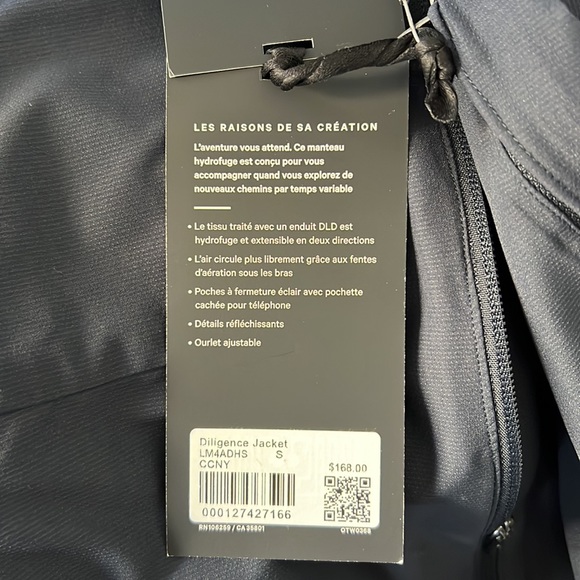 LES RAISONS DE SA CRÉATION
L'aventure vous attend. Ce manteau
hydrofuge est conçu pour vous
accompagner quand vous explorez de
nouveaux chemins par temps variable
• Le tissu traité avec un enduit DLD est
hydrofuge et extensible en deux directions
• L'air circule plus librement grâce aux fentes
d'aération sous les bras
• Poches à fermeture éclair avec pochette
cachée pour téléphone
• Détails réfléchissants
• Ourlet ajustable
Diligence Jacket
LM4ADHS S
CCNY $168.00
000127427166
RN106259 / CA35801 OTW0366